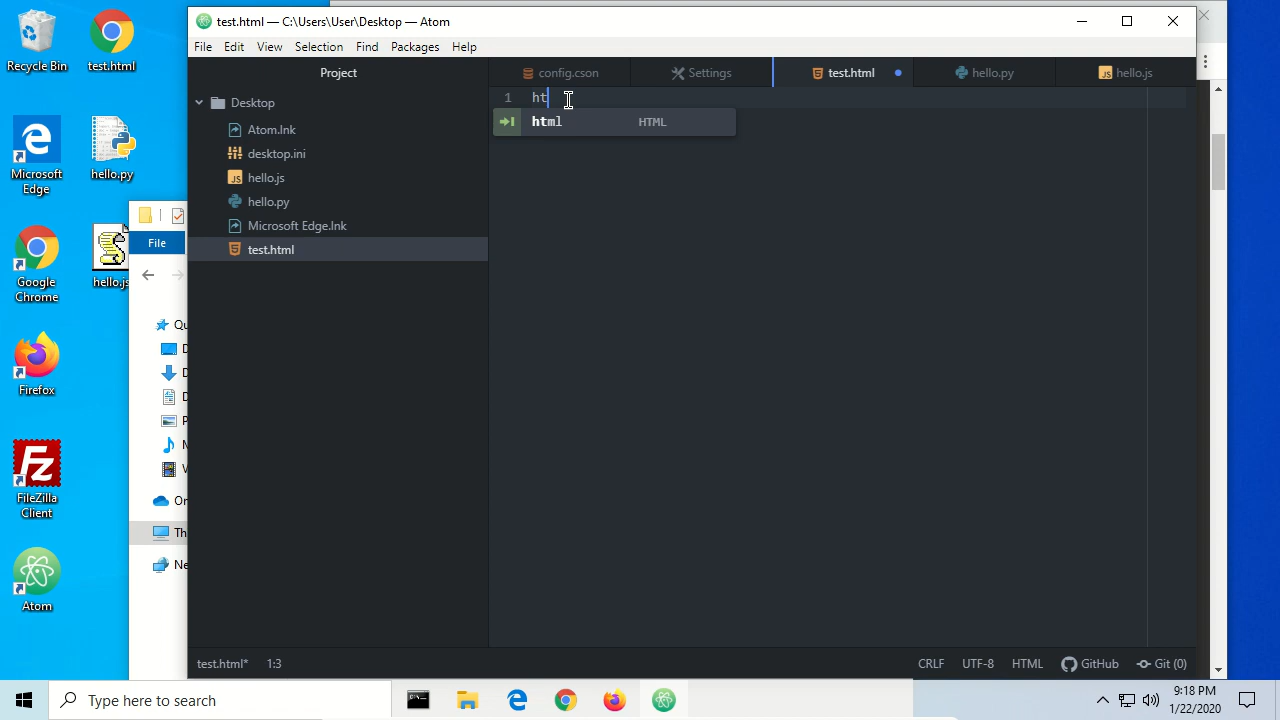 Recycle Bin
test.html
Microsoft
Edge
hello.py
Google
Chrome
hello.js
Firefox
FileZilla
Client
Atom
File
test.html — C:\Users\User\Desktop — Atom
File Edit View Selection Find Packages Help
Project
config.cson
Settings
test.html
hello.py
hello.js
Desktop
Atom.lnk
desktop.ini
hello.js
hello.py
Microsoft Edge.lnk
test.html
1 ht
html HTML
test.html* 1:3
CRLF UTF-8 HTML GitHub Git (0)
Type here to search
9:18 PM
1/22/2020